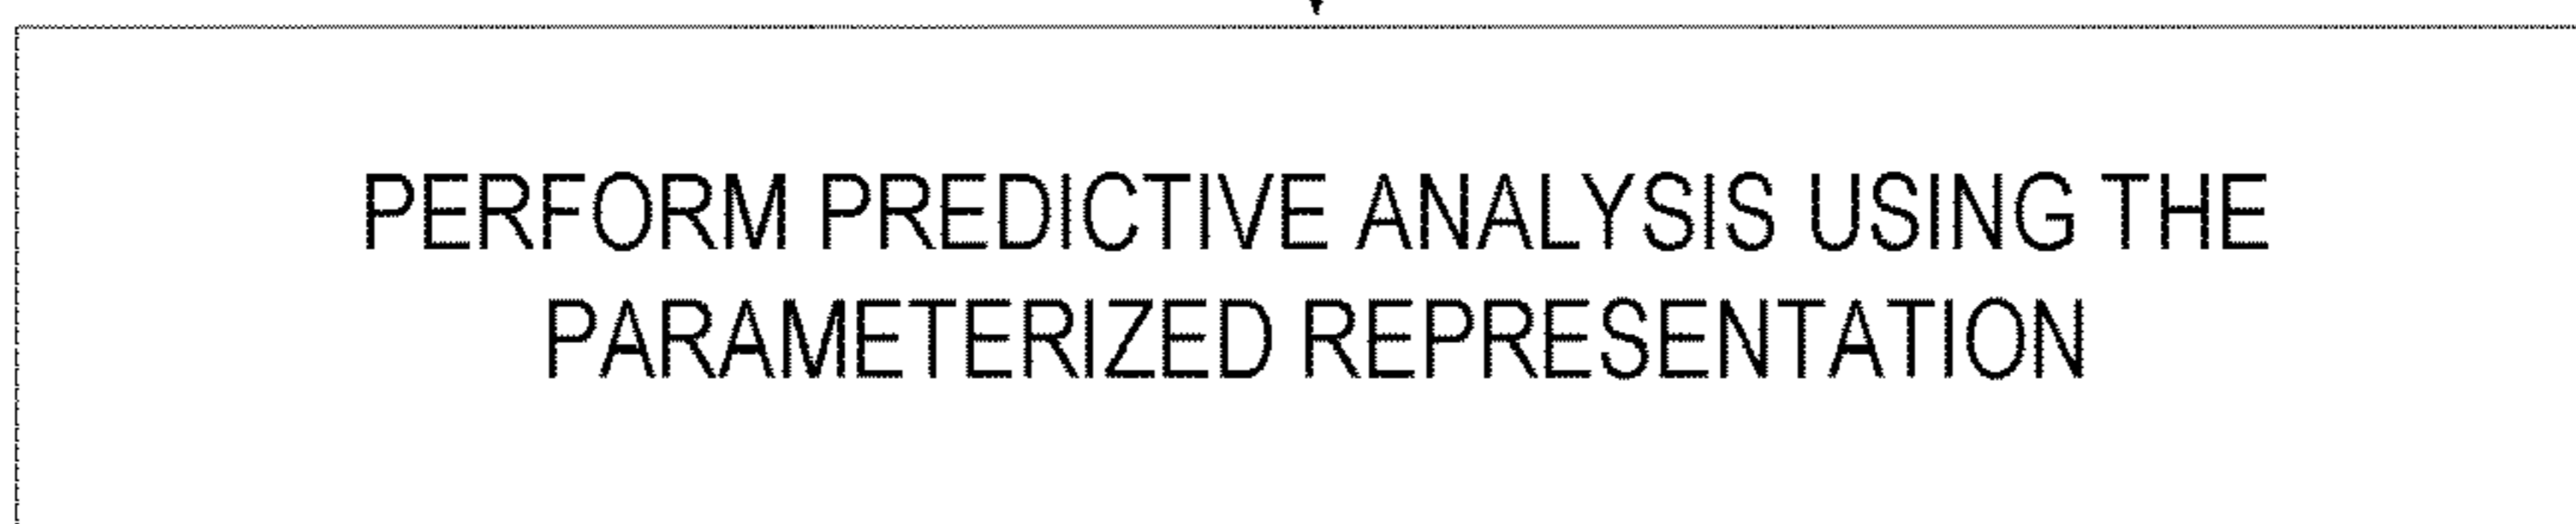 PERFORM PREDICTIVE ANALYSIS USING THE
PARAMETERIZED REPRESENTATION